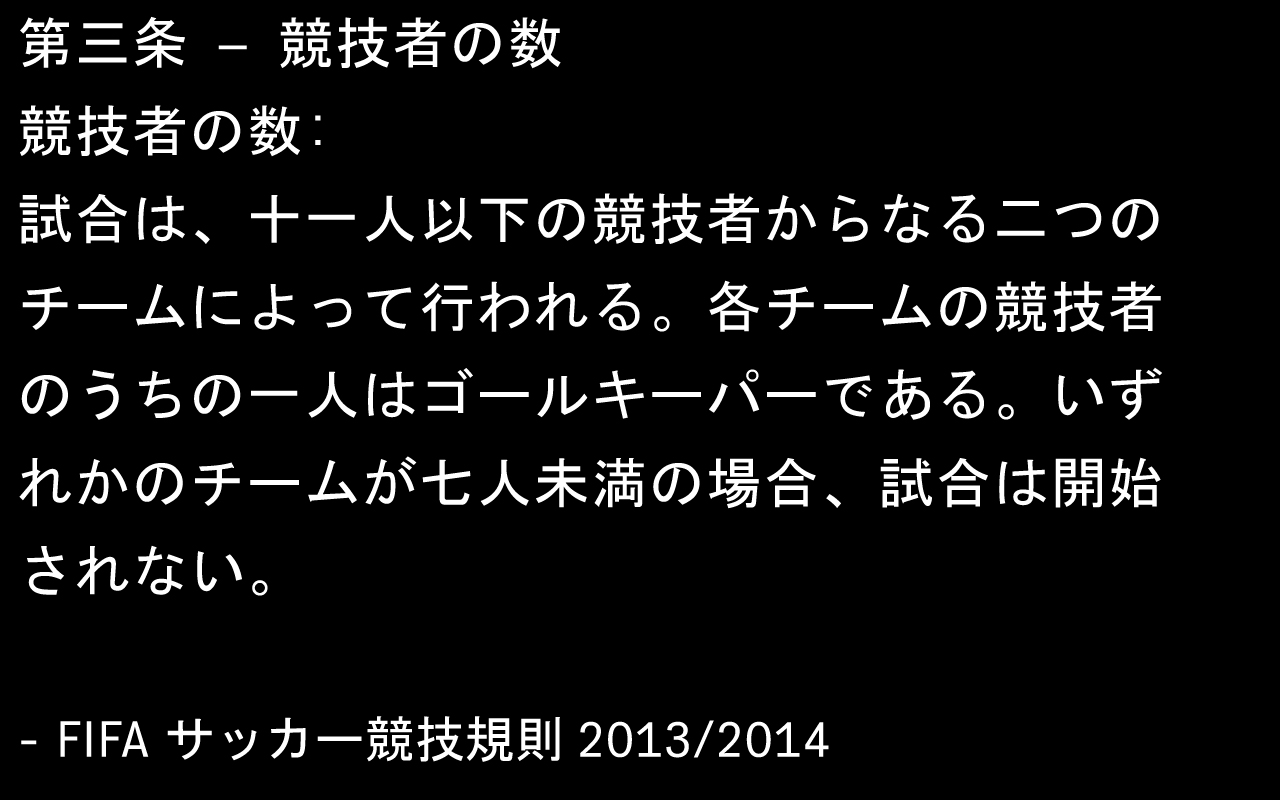 第三条 – 競技者の数
競技者の数:
試合は、十一人以下の競技者からなる二つの
チームによって行われる。各チームの競技者
のうちの一人はゴールキーパーである。いず
れかのチームが七人未満の場合、試合は開始
されない。
- FIFA サッカー競技規則 2013/2014